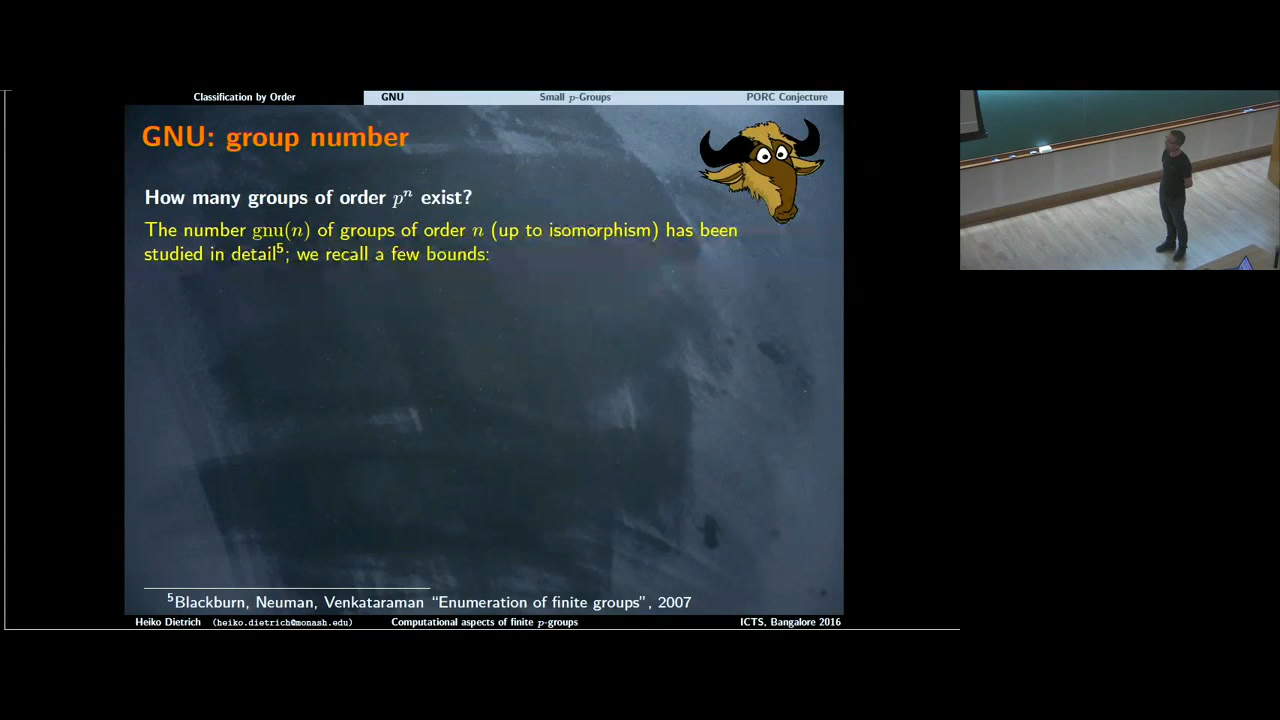 Classification by Order GNU Small p-Groups PORC Conjecture
GNU: group number
How many groups of order pⁿ exist?
The number gnu(n) of groups of order n (up to isomorphism) has been
studied in detail⁵; we recall a few bounds:
⁵Blackburn, Neuman, Venkataraman “Enumeration of finite groups”, 2007
Heiko Dietrich (heiko.dietrich@monash.edu) Computational aspects of finite p-groups ICTS, Bangalore 2016